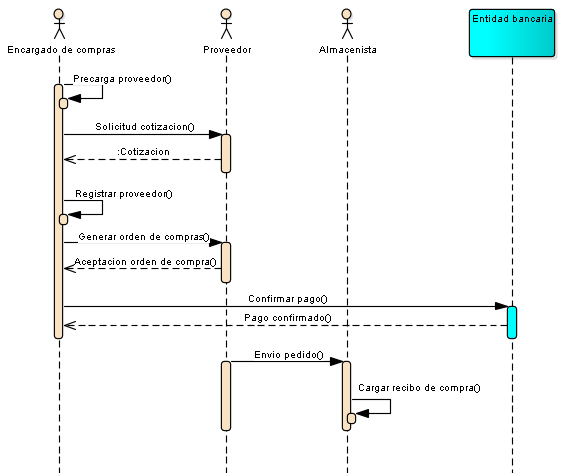 Encargado de compras
Proveedor
Almacenista
Entidad bancaria
Precarga proveedor()
Solicitud cotizacion()
:Cotizacion
Registrar proveedor()
Generar orden de compras()
Aceptacion orden de compra()
Confirmar pago()
Pago confirmado()
Envio pedido()
Cargar recibo de compra()